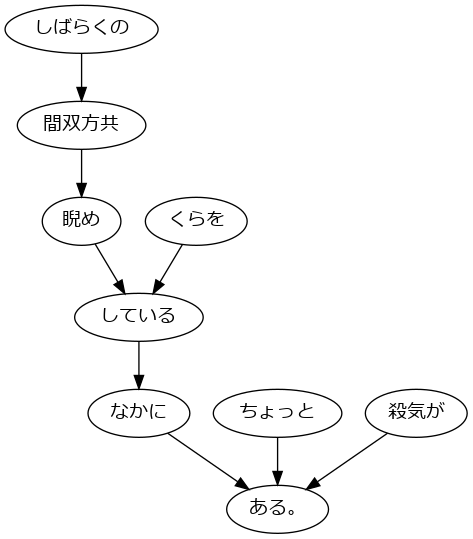 しばらくの
間双方共
睨め
くらを
している
なかに
ちょっと
殺気が
ある。